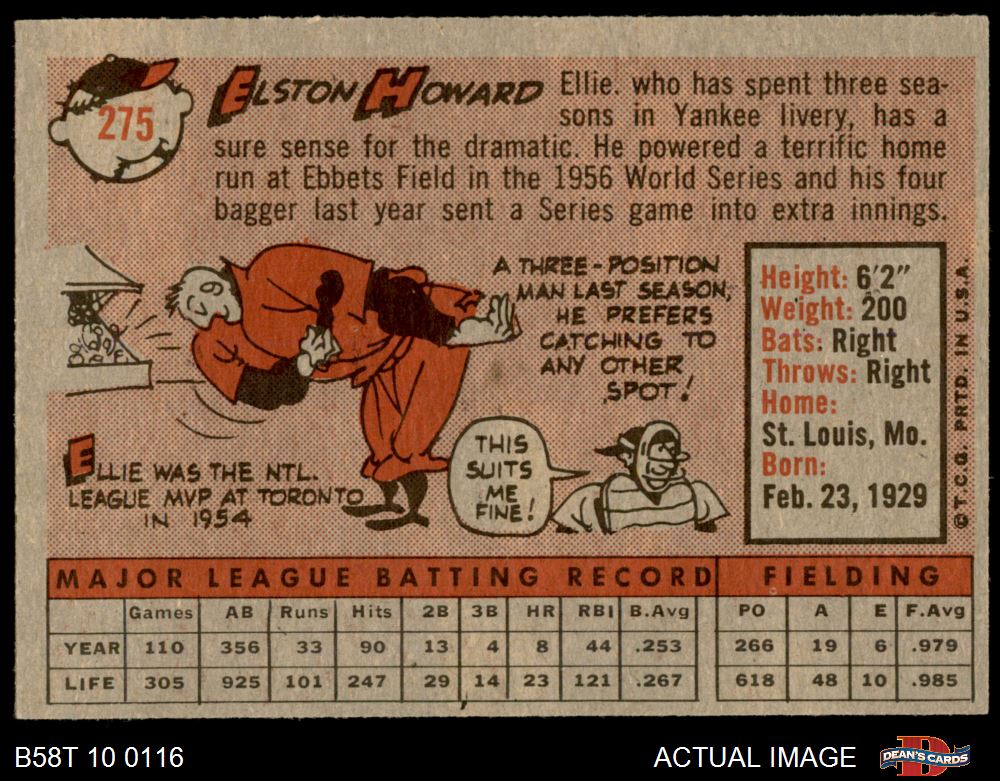 275
ELSTON HOWARD
Ellie. who has spent three sea-
sons in Yankee livery, has a
sure sense for the dramatic. He powered a terrific home
run at Ebbets Field in the 1956 World Series and his four
bagger last year sent a Series game into extra innings.
A THREE-POSITION
MAN LAST SEASON,
HE PREFERS
CATCHING TO
ANY OTHER
SPOT!
ELLIE WAS THE NTL.
LEAGUE MVP AT TORONTO
IN 1954
THIS
SUITS
ME
FINE!
Height: 6'2"
Weight: 200
Bats: Right
Throws: Right
Home:
St. Louis, Mo.
Born:
Feb. 23, 1929
© T.C.G. PRTD. IN U.S.A.
MAJOR LEAGUE BATTING RECORD FIELDING
Games AB Runs Hits 2B 3B HR RBI B.Avg PO A E F.Avg
YEAR 110 356 33 90 13 4 8 44 .253 266 19 6 .979
LIFE 305 925 101 247 29 14 23 121 .267 618 48 10 .985
B58T 10 0116 ACTUAL IMAGE DEAN'S CARDS